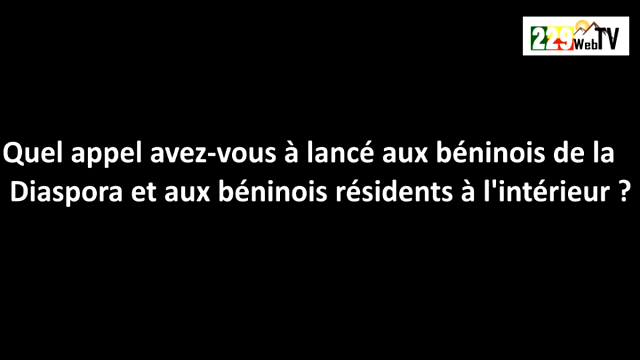 229WebTV
Quel appel avez-vous à lancé aux béninois de la
Diaspora et aux béninois résidents à l'intérieur ?